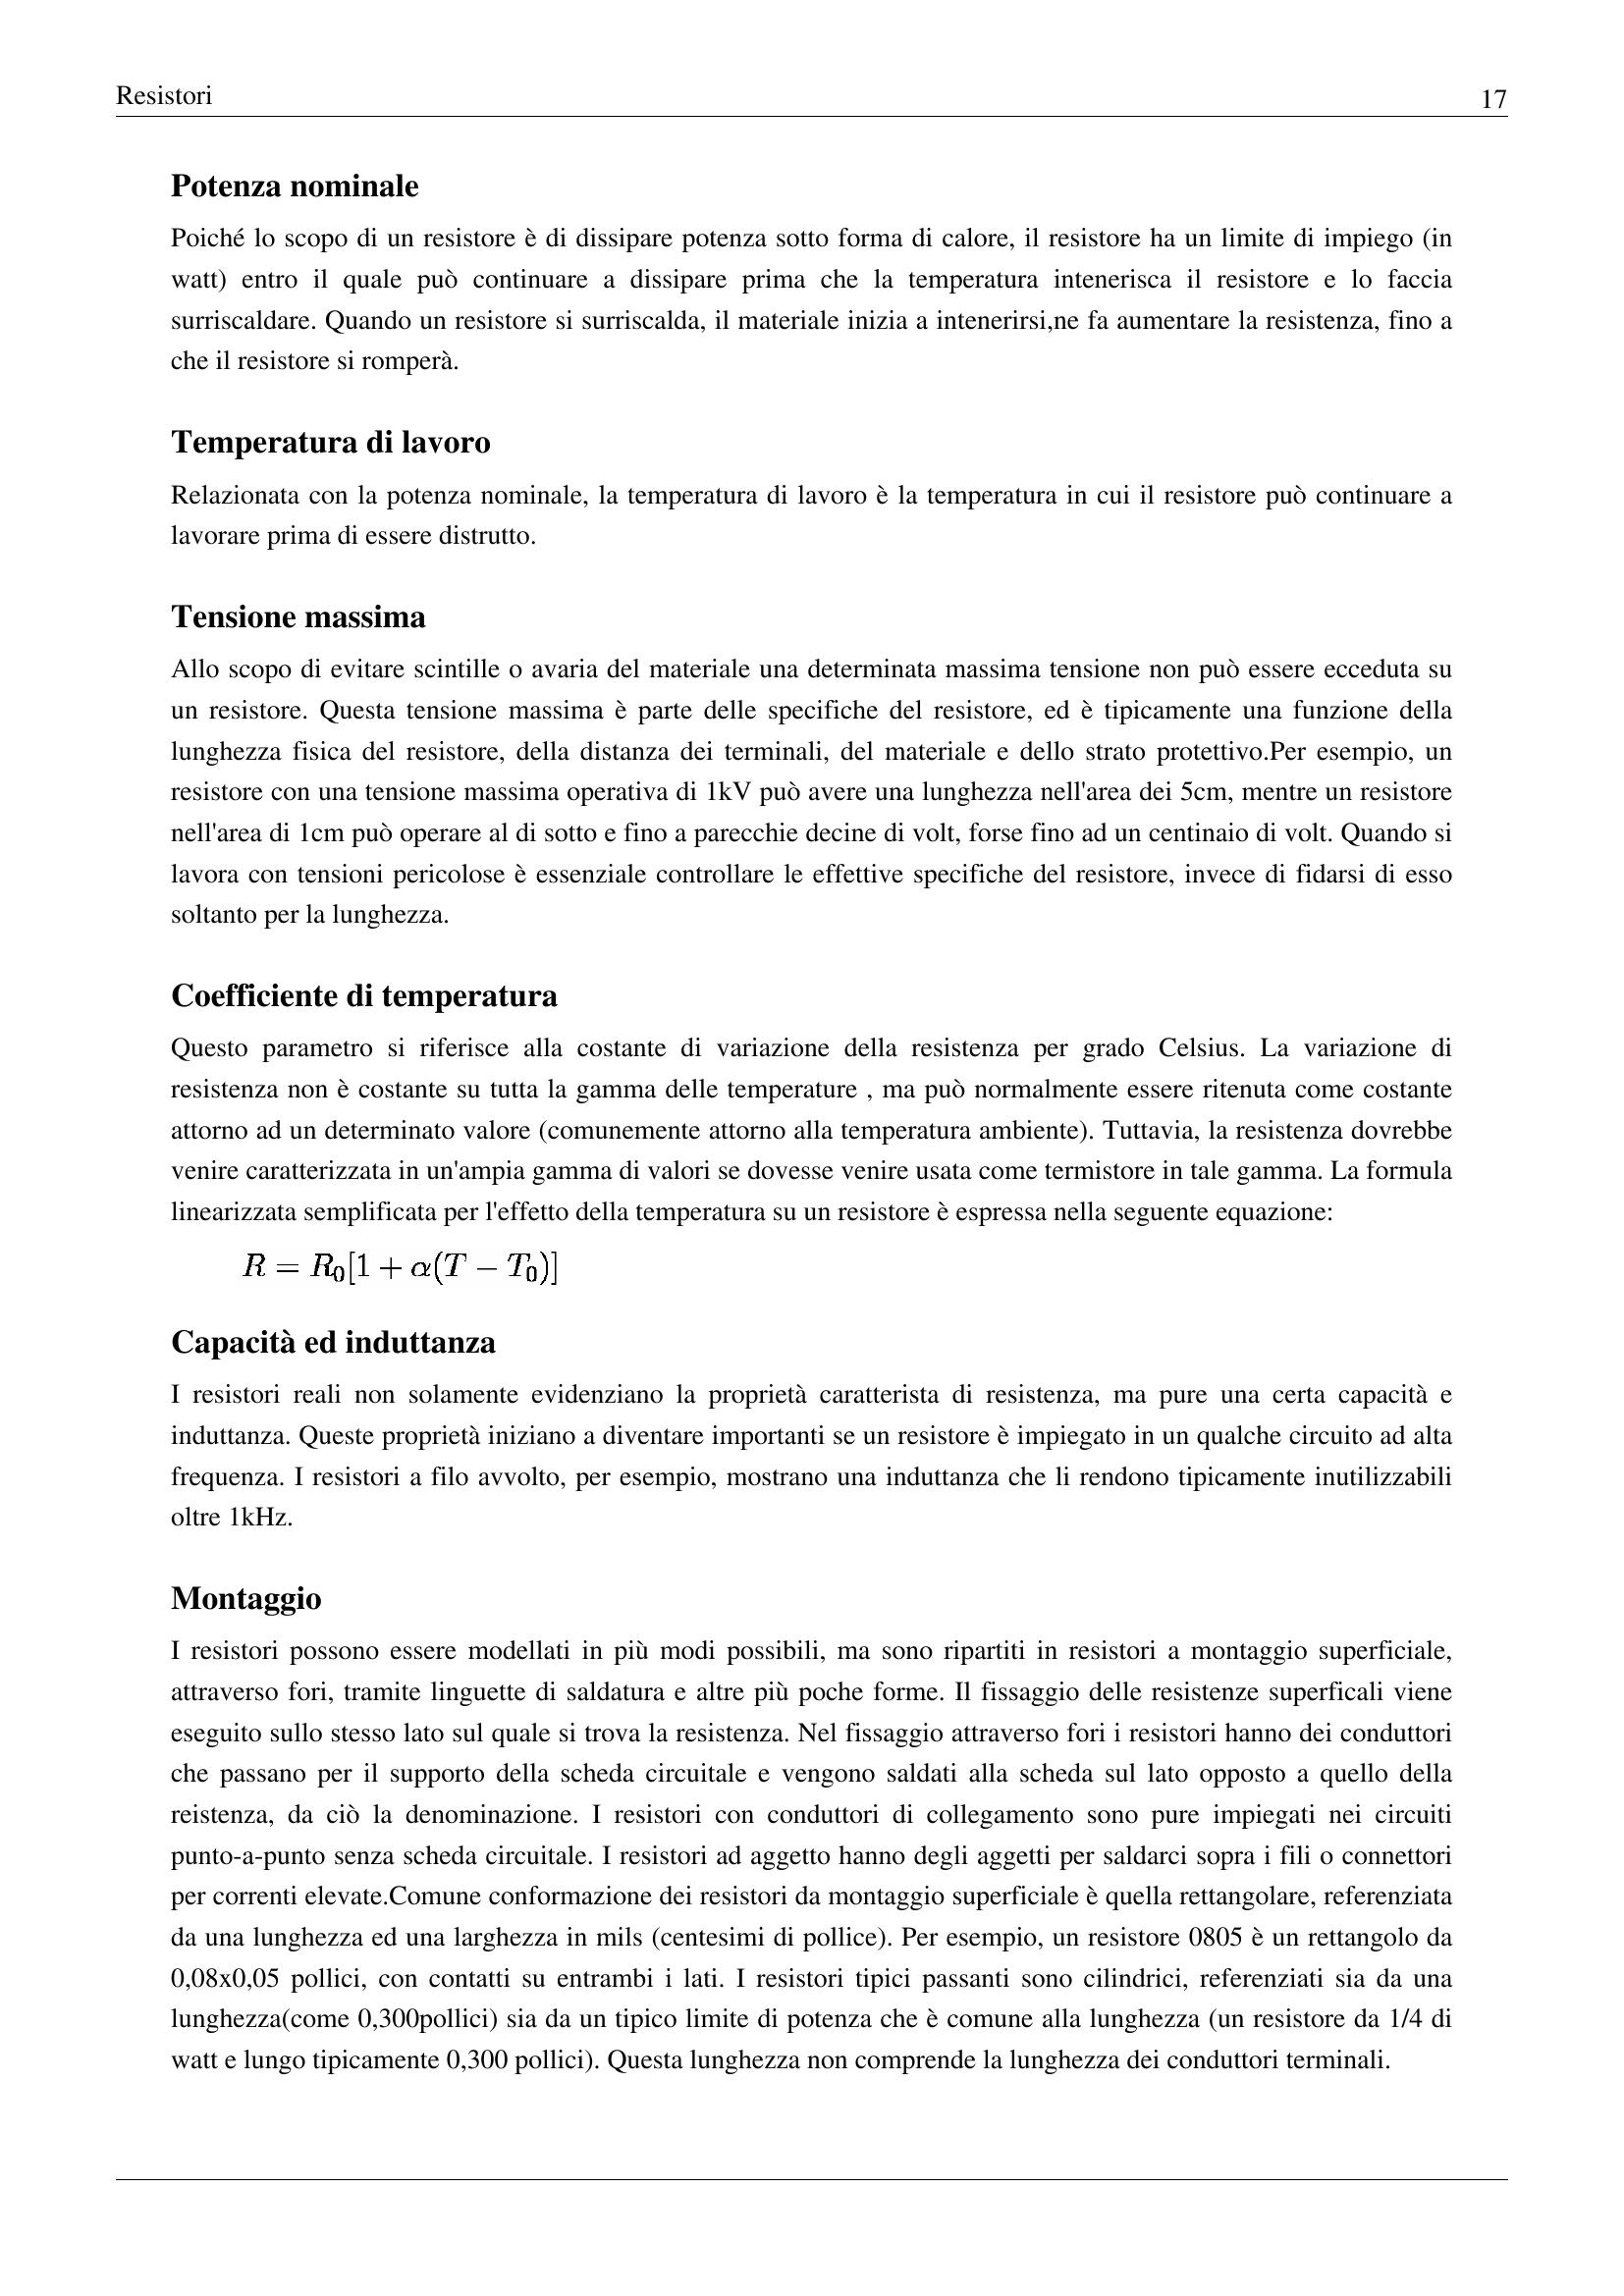 Resistori
17
Potenza nominale
Poiché lo scopo di un resistore è di dissipare potenza sotto forma di calore, il resistore ha un limite di impiego (in
watt) entro il quale può continuare a dissipare prima che la temperatura intenerisca il resistore e lo faccia
surriscaldare. Quando un resistore si surriscalda, il materiale inizia a intenerirsi,ne fa aumentare la resistenza, fino a
che il resistore si romperà.
Temperatura di lavoro
Relazionata con la potenza nominale, la temperatura di lavoro è la temperatura in cui il resistore può continuare a
lavorare prima di essere distrutto.
Tensione massima
Allo scopo di evitare scintille o avaria del materiale una determinata massima tensione non può essere ecceduta su
un resistore. Questa tensione massima è parte delle specifiche del resistore, ed è tipicamente una funzione della
lunghezza fisica del resistore, della distanza dei terminali, del materiale e dello strato protettivo.Per esempio, un
resistore con una tensione massima operativa di 1kV può avere una lunghezza nell'area dei 5cm, mentre un resistore
nell'area di 1cm può operare al di sotto e fino a parecchie decine di volt, forse fino ad un centinaio di volt. Quando si
lavora con tensioni pericolose è essenziale controllare le effettive specifiche del resistore, invece di fidarsi di esso
soltanto per la lunghezza.
Coefficiente di temperatura
Questo parametro si riferisce alla costante di variazione della resistenza per grado Celsius. La variazione di
resistenza non è costante su tutta la gamma delle temperature , ma può normalmente essere ritenuta come costante
attorno ad un determinato valore (comunemente attorno alla temperatura ambiente). Tuttavia, la resistenza dovrebbe
venire caratterizzata in un'ampia gamma di valori se dovesse venire usata come termistore in tale gamma. La formula
linearizzata semplificata per l'effetto della temperatura su un resistore è espressa nella seguente equazione:
R = R₀[1 + α(T − T₀)]
Capacità ed induttanza
I resistori reali non solamente evidenziano la proprietà caratterista di resistenza, ma pure una certa capacità e
induttanza. Queste proprietà iniziano a diventare importanti se un resistore è impiegato in un qualche circuito ad alta
frequenza. I resistori a filo avvolto, per esempio, mostrano una induttanza che li rendono tipicamente inutilizzabili
oltre 1kHz.
Montaggio
I resistori possono essere modellati in più modi possibili, ma sono ripartiti in resistori a montaggio superficiale,
attraverso fori, tramite linguette di saldatura e altre più poche forme. Il fissaggio delle resistenze superficali viene
eseguito sullo stesso lato sul quale si trova la resistenza. Nel fissaggio attraverso fori i resistori hanno dei conduttori
che passano per il supporto della scheda circuitale e vengono saldati alla scheda sul lato opposto a quello della
reistenza, da ciò la denominazione. I resistori con conduttori di collegamento sono pure impiegati nei circuiti
punto-a-punto senza scheda circuitale. I resistori ad aggetto hanno degli aggetti per saldarci sopra i fili o connettori
per correnti elevate.Comune conformazione dei resistori da montaggio superficiale è quella rettangolare, referenziata
da una lunghezza ed una larghezza in mils (centesimi di pollice). Per esempio, un resistore 0805 è un rettangolo da
0,08x0,05 pollici, con contatti su entrambi i lati. I resistori tipici passanti sono cilindrici, referenziati sia da una
lunghezza(come 0,300pollici) sia da un tipico limite di potenza che è comune alla lunghezza (un resistore da 1/4 di
watt e lungo tipicamente 0,300 pollici). Questa lunghezza non comprende la lunghezza dei conduttori terminali.